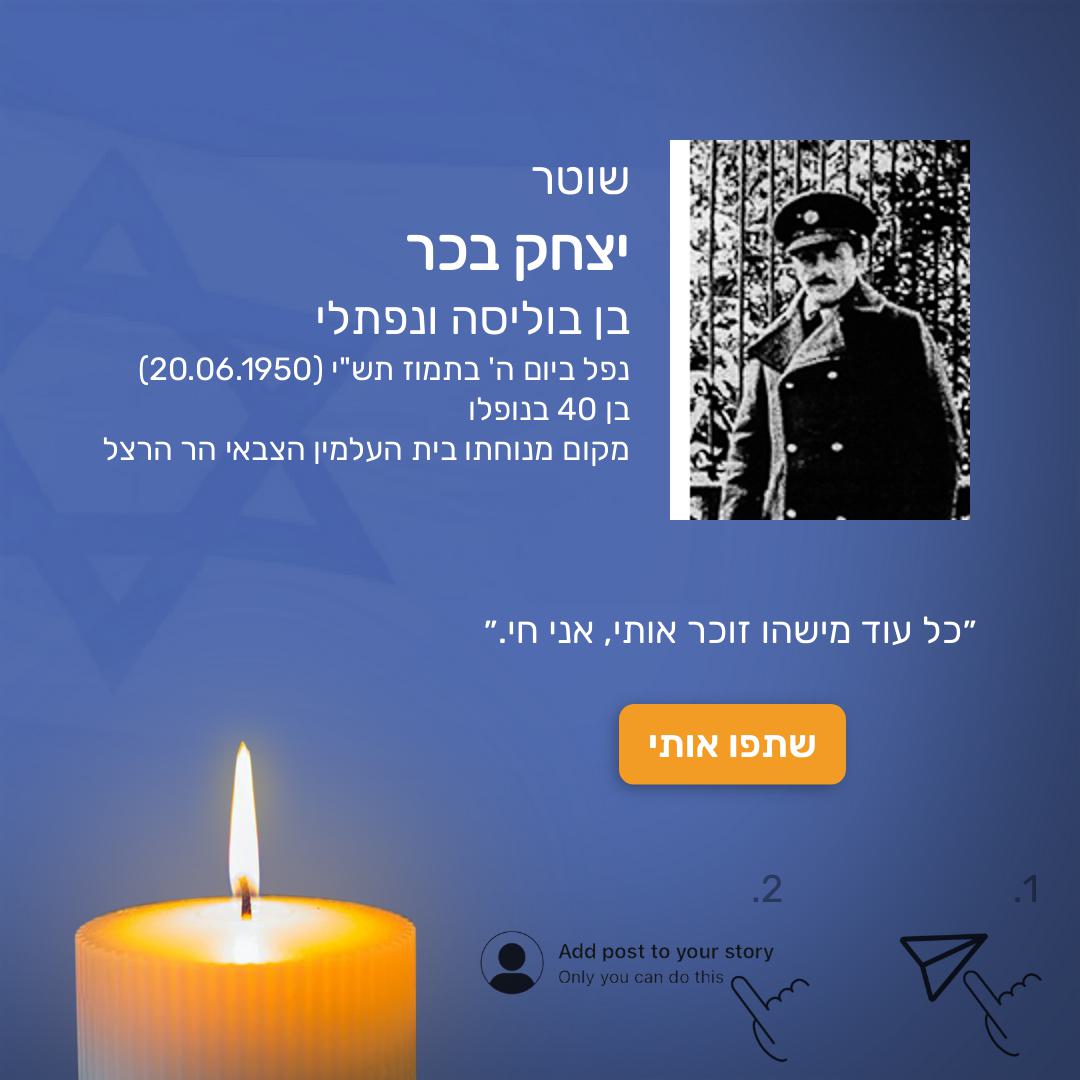 שוטר
יצחק בכר
בן בוליסה ונפתלי
נפל ביום ה' בתמוז תש"י (20.06.1950)
בן 40 בנופלו
מקום מנוחתו בית העלמין הצבאי הר הרצל
״כל עוד מישהו זוכר אותי, אני חי.״
שתפו אותי
1.
2.
Add post to your story
Only you can do this